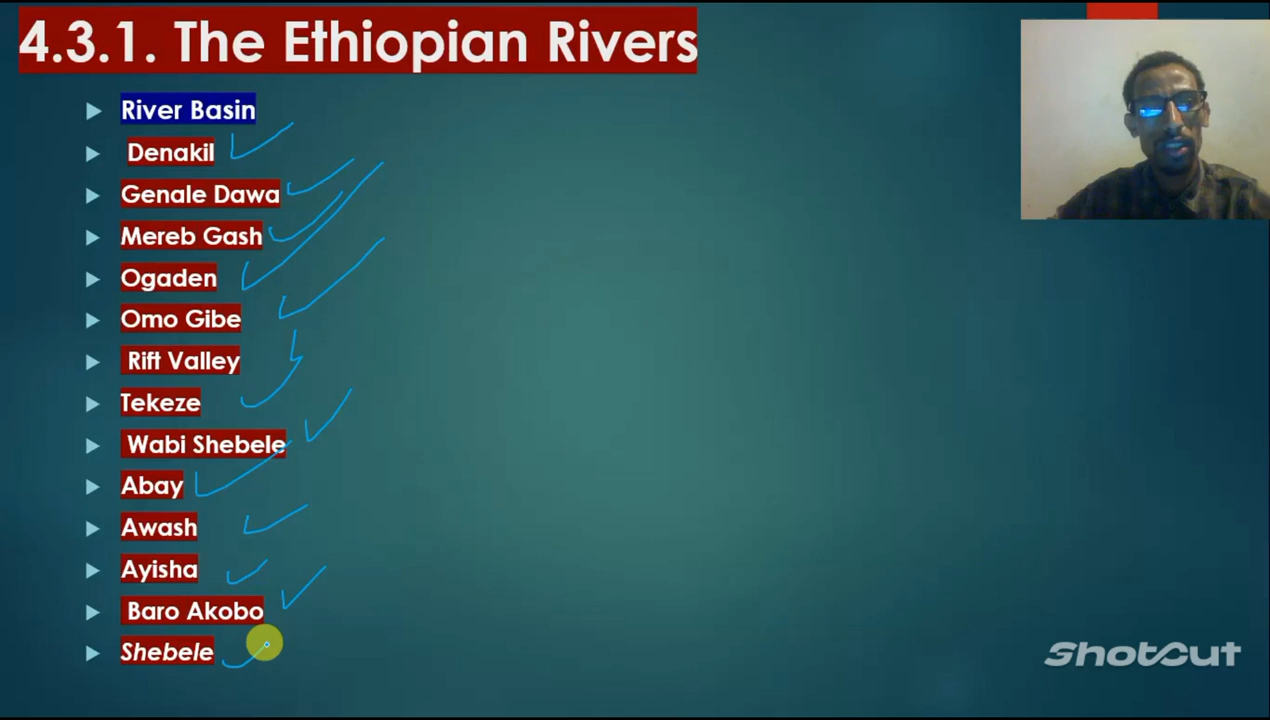 4.3.1. The Ethiopian Rivers
River Basin
Denakil
Genale Dawa
Mereb Gash
Ogaden
Omo Gibe
Rift Valley
Tekeze
Wabi Shebele
Abay
Awash
Ayisha
Baro Akobo
Shebele
ShotCut